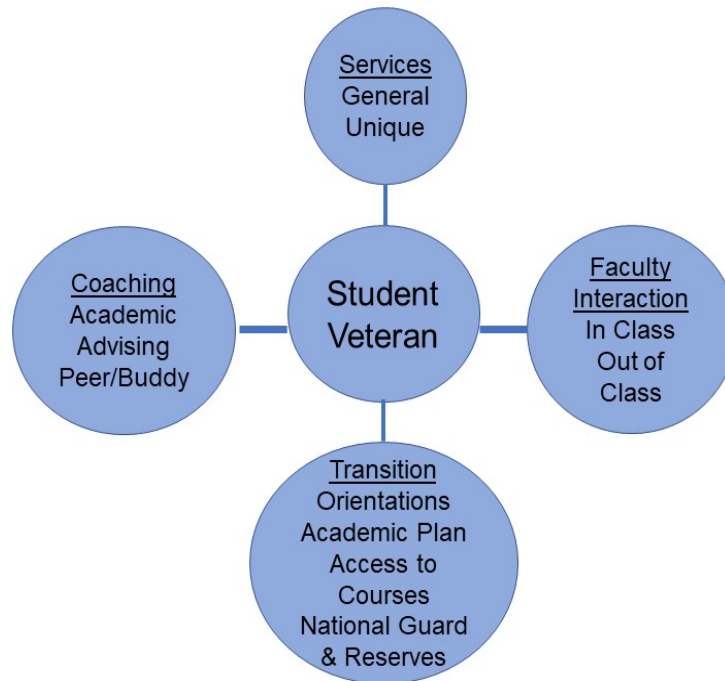 Services
General
Unique
Coaching
Academic
Advising
Peer/Buddy
Student
Veteran
Faculty
Interaction
In Class
Out of
Class
Transition
Orientations
Academic Plan
Access to
Courses
National Guard
& Reserves